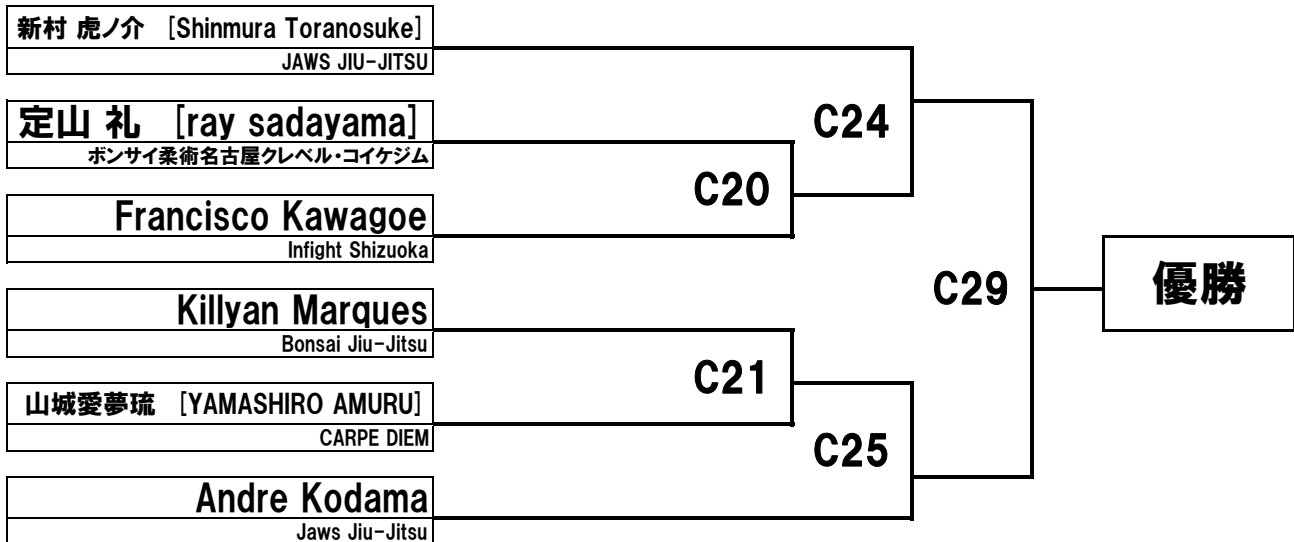 新村 虎ノ介 [Shinmura Toranosuke]
JAWS JIU-JITSU
定山 礼 [ray sadayama]
ボンサイ柔術名古屋クレベル・コイケジム
Francisco Kawagoe
Infight Shizuoka
Killyan Marques
Bonsai Jiu-Jitsu
山城愛夢琉 [YAMASHIRO AMURU]
CARPE DIEM
Andre Kodama
Jaws Jiu-Jitsu
C20
C21
C24
C25
C29
優勝